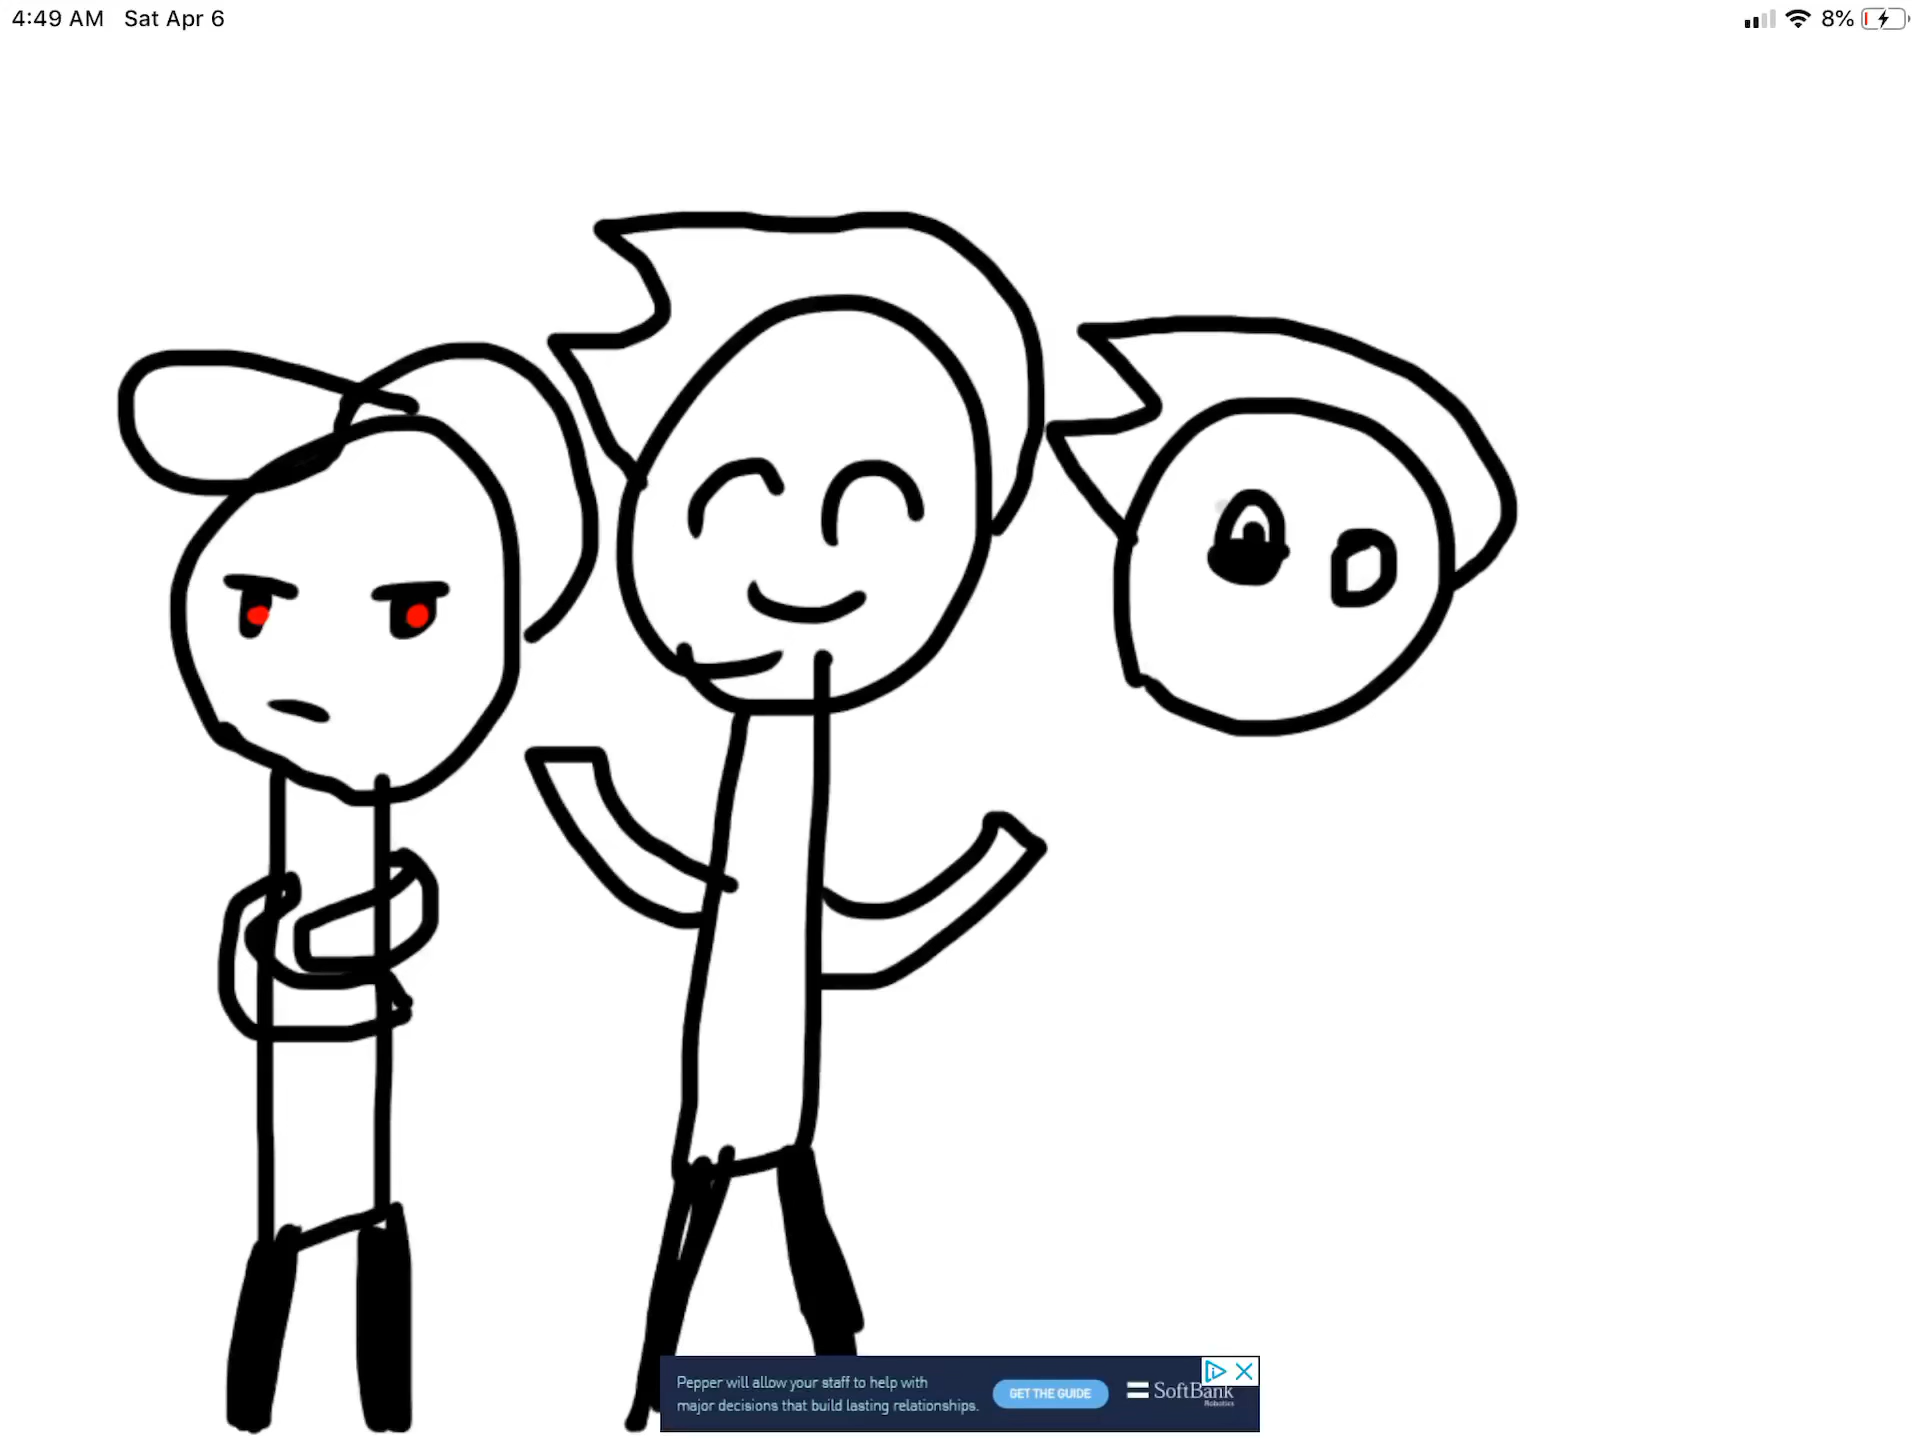 4:49 AM Sat Apr 6 8%
Pepper will allow your staff to help with
major decisions that build lasting relationships.
GET THE GUIDE
SoftBank
Robotics